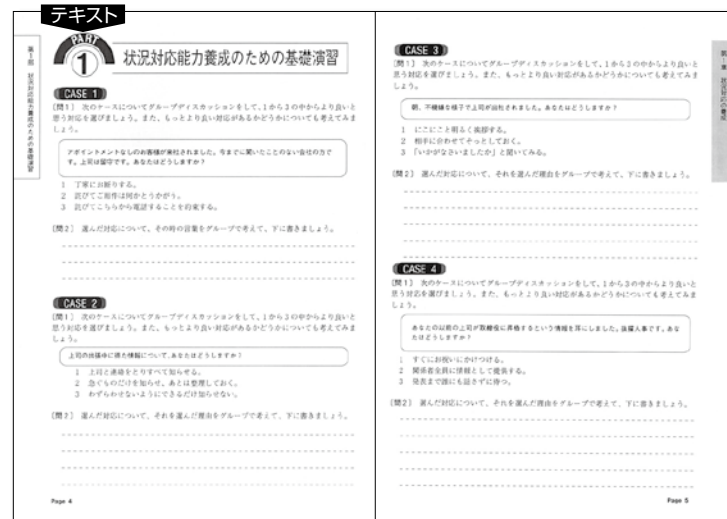 テキスト
PART
1
状況対応能力養成のための基礎演習
第1部 状況対応能力養成のための基礎演習
CASE 1
[問1] 次のケースについてグループディスカッションをして、1から3の中からより良いと
思う対応を選びましょう。また、もっとより良い対応があるかどうかについても考えてみま
しょう。
アポイントメントなしのお客様が来社されました。今までに聞いたことのない会社の方で
す。上司は留守です。あなたはどうしますか?
1 丁寧にお断りする。
2 詫びてご用件は何かとうかがう。
3 詫びてこちらから電話することを約束する。
[問2] 選んだ対応について、その時の言葉をグループで考えて、下に書きましょう。
CASE 2
[問1] 次のケースについてグループディスカッションをして、1から3の中からより良いと
思う対応を選びましょう。また、もっとより良い対応があるかどうかについても考えてみま
しょう。
上司の出張中に得た情報について、あなたはどうしますか?
1 上司と連絡をとりすべて知らせる。
2 急ぐものだけを知らせ、あとは整理しておく。
3 わずらわせないようにできるだけ知らせない。
[問2] 選んだ対応について、それを選んだ理由をグループで考えて、下に書きましょう。
Page 4
CASE 3
[問1] 次のケースについてグループディスカッションをして、1から3の中からより良いと
思う対応を選びましょう。また、もっとより良い対応があるかどうかについても考えてみま
しょう。
朝、不機嫌な様子で上司が出社されました。あなたはどうしますか?
1 にこにこと明るく挨拶する。
2 相手に合わせてそっとしておく。
3 「いかがなさいましたか」と聞いてみる。
[問2] 選んだ対応について、それを選んだ理由をグループで考えて、下に書きましょう。
CASE 4
[問1] 次のケースについてグループディスカッションをして、1から3の中からより良いと
思う対応を選びましょう。また、もっとより良い対応があるかどうかについても考えてみま
しょう。
あなたの以前の上司が取締役に昇格するという情報を耳にしました。後輩人事です。あな
たはどうしますか?
1 すぐにお祝いにかけつける。
2 関係者全員に情報として提供する。
3 発表まで誰にも話さずに待つ。
[問2] 選んだ対応について、それを選んだ理由をグループで考えて、下に書きましょう。
Page 5